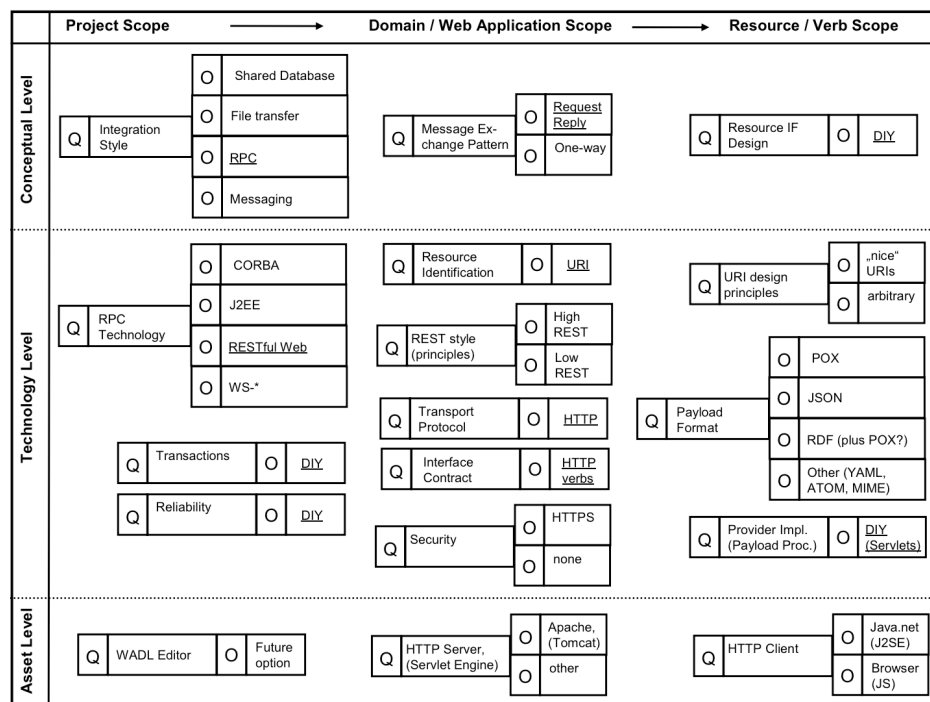 Project Scope
Domain / Web Application Scope
Resource / Verb Scope
Conceptual Level
Q
Integration
Style
O
Shared Database
O
File transfer
O
RPC
O
Messaging
Q
Message Ex-
change Pattern
O
Request
Reply
O
One-way
Q
Resource IF
Design
O
DIY
Technology Level
Q
RPC
Technology
O
CORBA
O
J2EE
O
RESTful Web
O
WS-*
Q
Transactions
O
DIY
Q
Reliability
O
DIY
Q
Resource
Identification
O
URI
Q
REST style
(principles)
O
High
REST
O
Low
REST
Q
Transport
Protocol
O
HTTP
Q
Interface
Contract
O
HTTP
verbs
Q
Security
O
HTTPS
O
none
Q
URI design
principles
O
„nice“
URIs
O
arbitrary
Q
Payload
Format
O
POX
O
JSON
O
RDF (plus POX?)
O
Other (YAML,
ATOM, MIME)
Q
Provider Impl.
(Payload Proc.)
O
DIY
(Servlets)
Asset Level
Q
WADL Editor
O
Future
option
Q
HTTP Server,
(Servlet Engine)
O
Apache,
(Tomcat)
O
other
Q
HTTP Client
O
Java.net
(J2SE)
O
Browser
(JS)